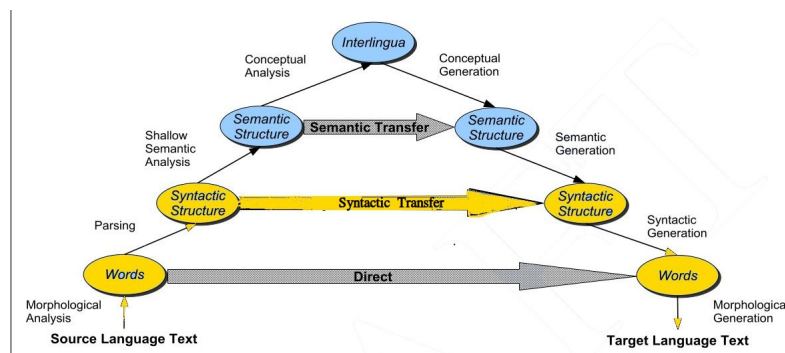 Interlingua
Conceptual
Analysis
Conceptual
Generation
Semantic
Structure
Semantic Transfer
Semantic
Structure
Shallow
Semantic
Analysis
Semantic
Generation
Syntactic
Structure
Syntactic Transfer
Syntactic
Structure
Parsing
Syntactic
Generation
Words
Direct
Words
Morphological
Analysis
Morphological
Generation
Source Language Text
Target Language Text